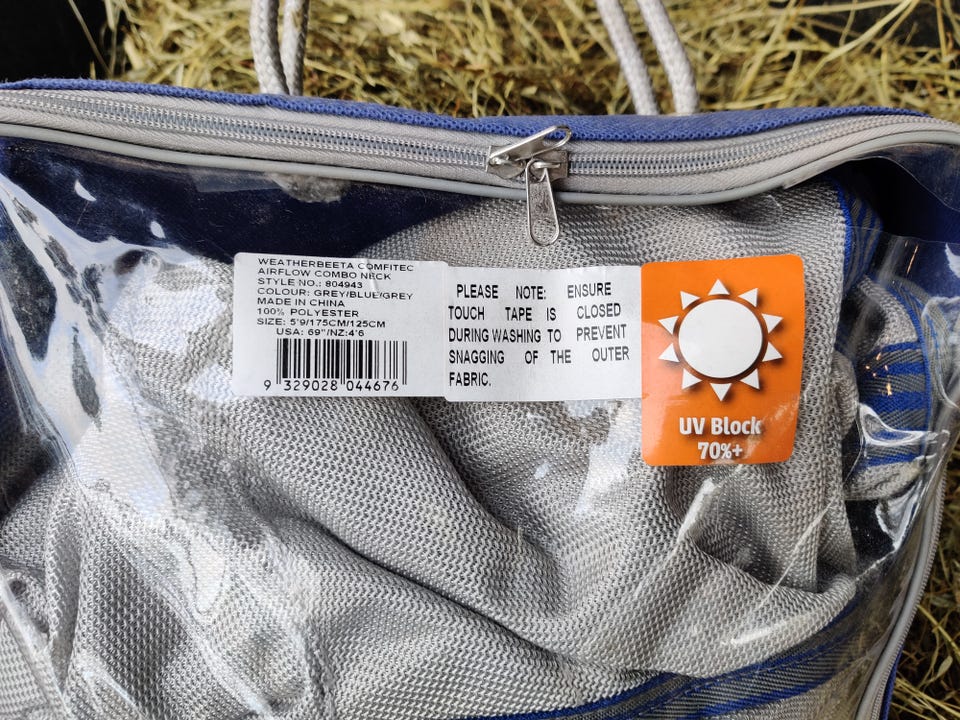 WEATHERBEETA COMFITEC
AIRFLOW COMBO NECK
STYLE NO.: 804943
COLOUR: GREY/BLUE/GREY
MADE IN CHINA
100% POLYESTER
SIZE: 5'9/175CM/125CM
USA: 69"/NZ:4'6
9 329028 044676
PLEASE NOTE: ENSURE
TOUCH TAPE IS CLOSED
DURING WASHING TO PREVENT
SNAGGING OF THE OUTER
FABRIC.
UV Block
70%+